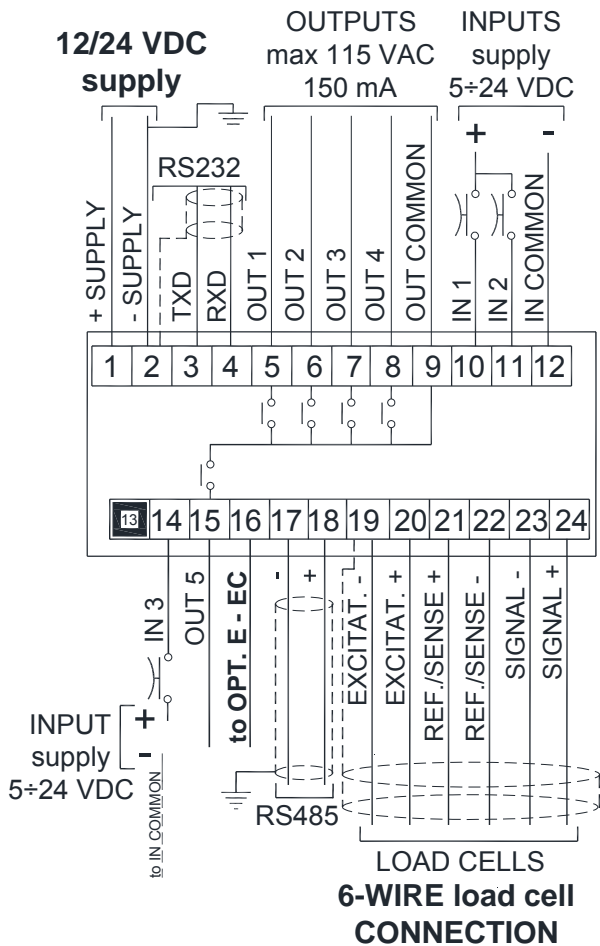 12/24 VDC
supply
OUTPUTS
max 115 VAC
150 mA
INPUTS
supply
5÷24 VDC
+
-
RS232
+ SUPPLY
- SUPPLY
TXD
RXD
OUT 1
OUT 2
OUT 3
OUT 4
OUT COMMON
IN 1
IN 2
IN COMMON
1 2 3 4 5 6 7 8 9 10 11 12
13 14 15 16 17 18 19 20 21 22 23 24
IN 3
OUT 5
to OPT. E - EC
-
+
EXCITAT. -
EXCITAT. +
REF./SENSE +
REF./SENSE -
SIGNAL -
SIGNAL +
INPUT
supply
5÷24 VDC
+
-
to IN COMMON
RS485
LOAD CELLS
6-WIRE load cell
CONNECTION